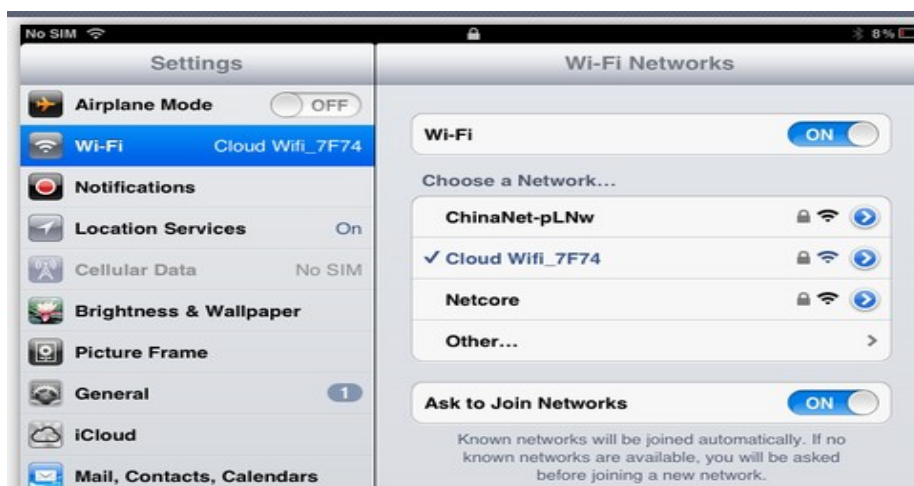 No SIM 8%
Settings
Airplane Mode OFF
Wi-Fi Cloud Wifi_7F74
Notifications
Location Services On
Cellular Data No SIM
Brightness & Wallpaper
Picture Frame
General 1
iCloud
Mail, Contacts, Calendars
Wi-Fi Networks
Wi-Fi ON
Choose a Network...
ChinaNet-pLNw
Cloud Wifi_7F74
Netcore
Other...
Ask to Join Networks ON
Known networks will be joined automatically. If no
known networks are available, you will be asked
before joining a new network.